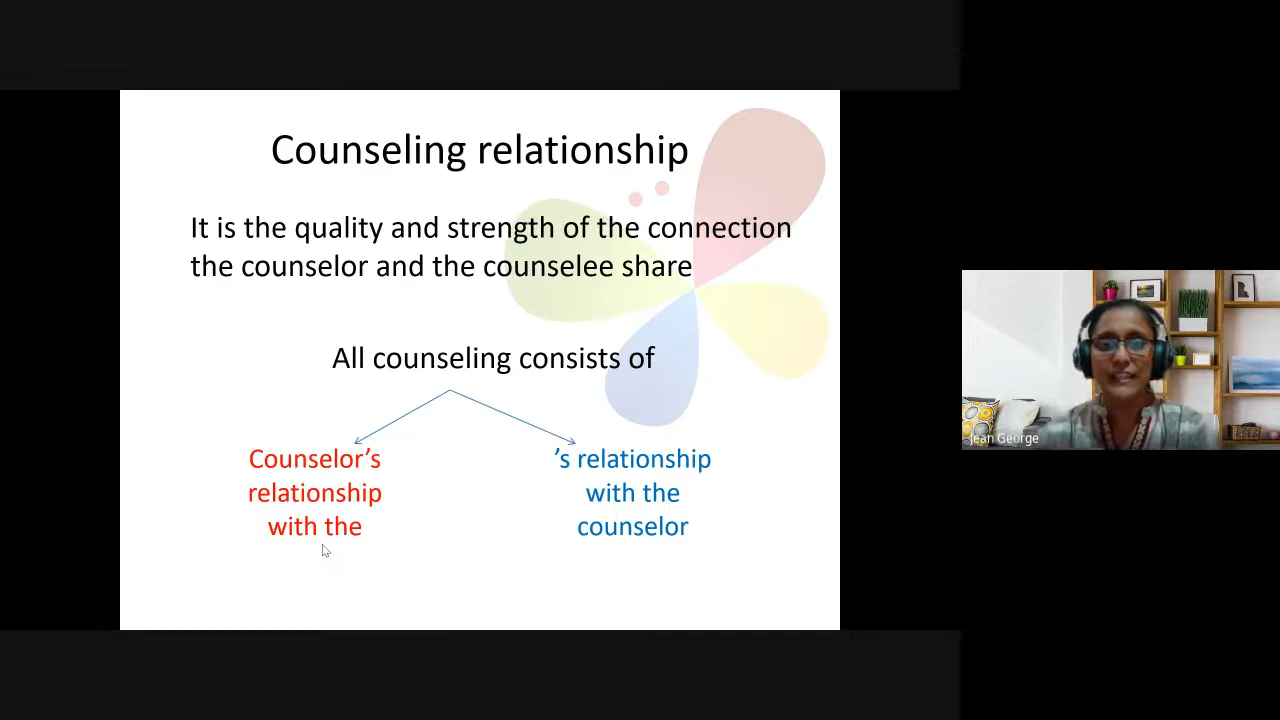 Counseling relationship
It is the quality and strength of the connection
the counselor and the counselee share
All counseling consists of
Counselor’s
relationship
with the
’s relationship
with the
counselor
Jean George